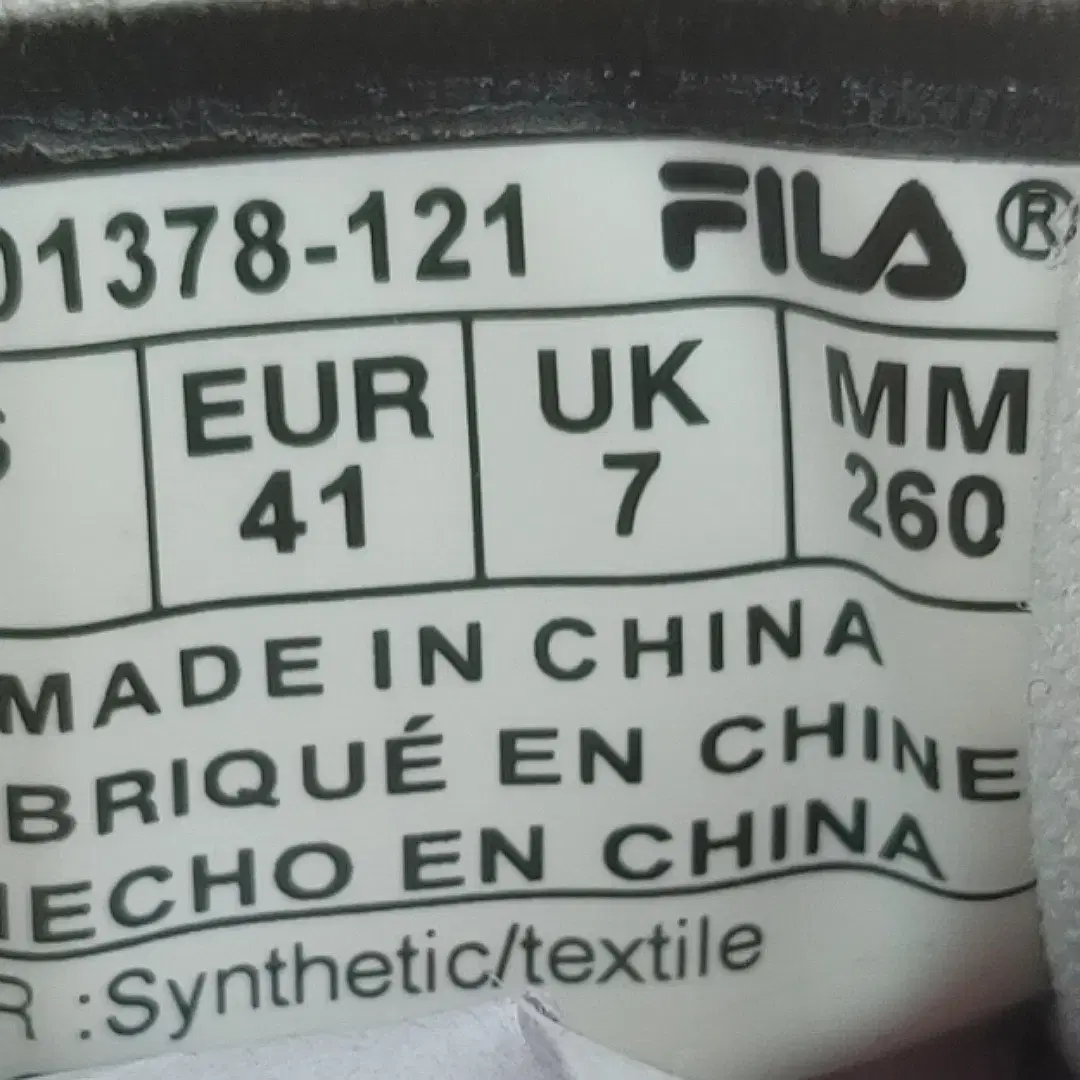 01378-121 FILA ®
EUR UK MM
41 7 260
MADE IN CHINA
BRIQUÉ EN CHINE
HECHO EN CHINA
R :Synthetic/textile